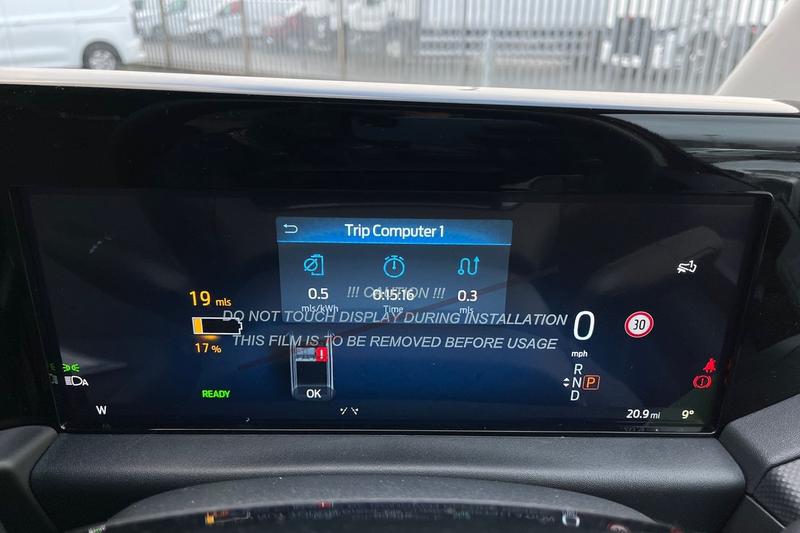 Trip Computer 1
0.5
0:15:16
0.3
mls/kWh
Time
mls
!!! CAUTION !!!
DO NOT TOUCH DISPLAY DURING INSTALLATION
THIS FILM IS TO BE REMOVED BEFORE USAGE
19 mls
17 %
0
mph
30
R
N P
D
A
OK
READY
W
20.9 mi
9°